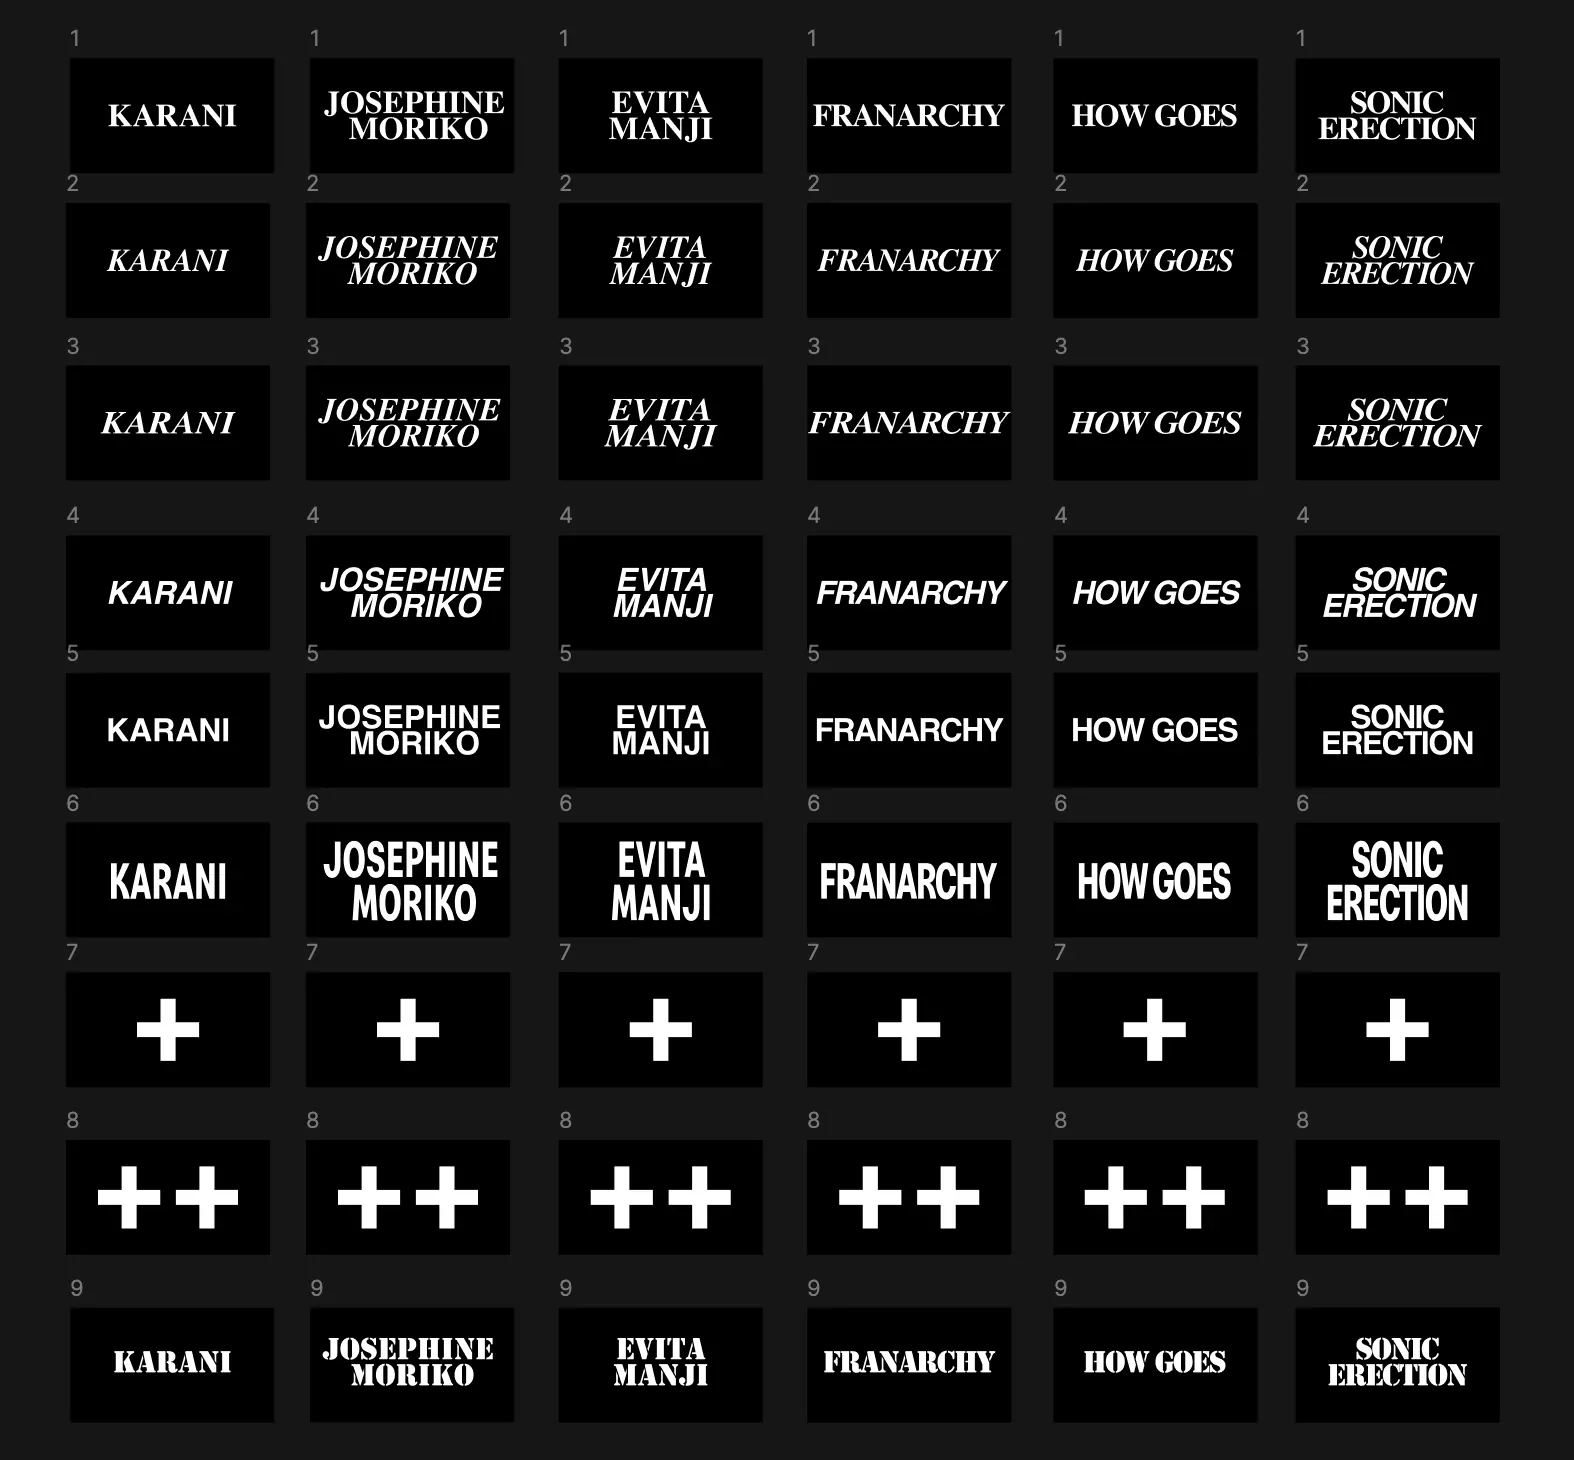 1 1 1 1 1 1
KARANI
JOSEPHINE
MORIKO
EVITA
MANJI
FRANARCHY
HOW GOES
SONIC
ERECTION
2 2 2 2 2 2
KARANI
JOSEPHINE
MORIKO
EVITA
MANJI
FRANARCHY
HOW GOES
SONIC
ERECTION
3 3 3 3 3 3
KARANI
JOSEPHINE
MORIKO
EVITA
MANJI
FRANARCHY
HOW GOES
SONIC
ERECTION
4 4 4 4 4 4
KARANI
JOSEPHINE
MORIKO
EVITA
MANJI
FRANARCHY
HOW GOES
SONIC
ERECTION
5 5 5 5 5 5
KARANI
JOSEPHINE
MORIKO
EVITA
MANJI
FRANARCHY
HOW GOES
SONIC
ERECTION
6 6 6 6 6 6
KARANI
JOSEPHINE
MORIKO
EVITA
MANJI
FRANARCHY
HOW GOES
SONIC
ERECTION
7 7 7 7 7 7
+ + + + + +
8 8 8 8 8 8
++ ++ ++ ++ ++ ++
9 9 9 9 9 9
KARANI
JOSEPHINE
MORIKO
EVITA
MANJI
FRANARCHY
HOW GOES
SONIC
ERECTION